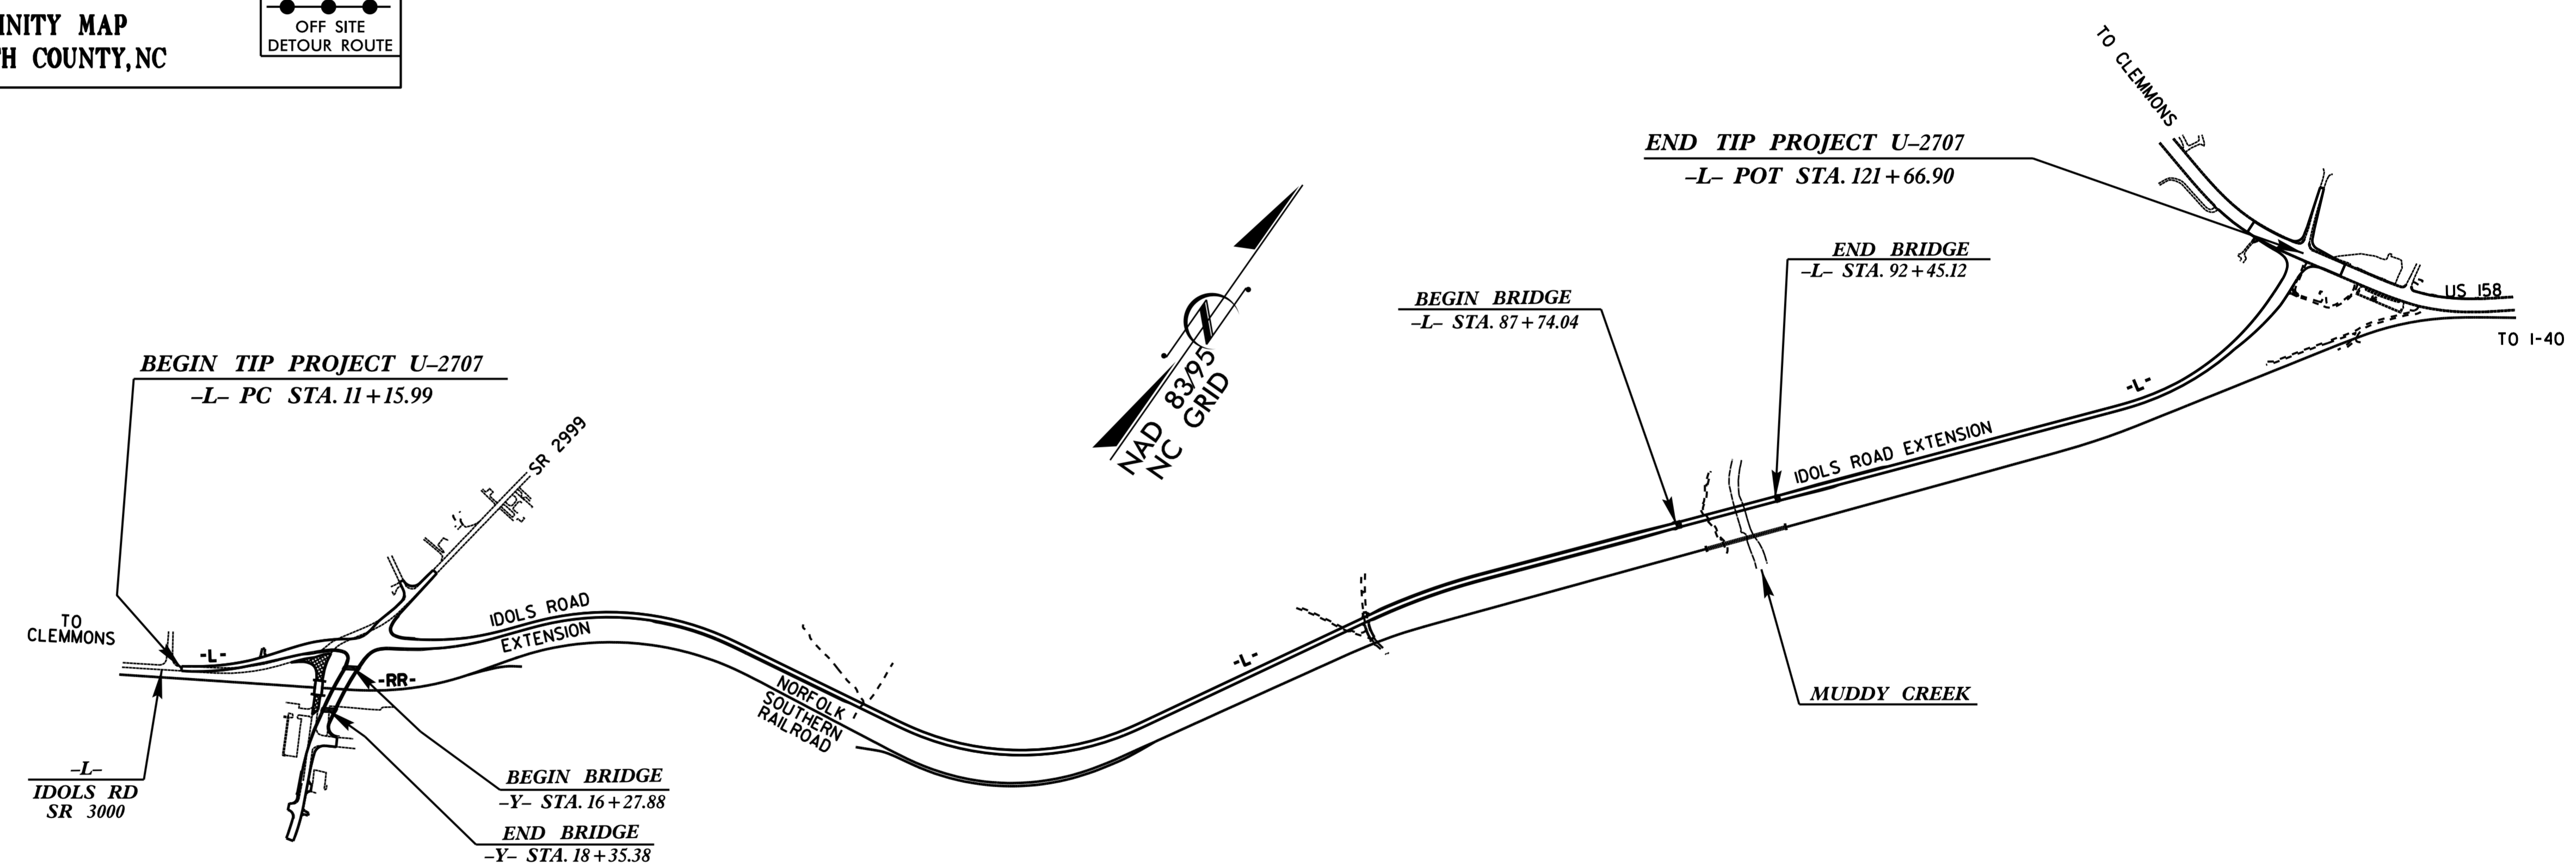 MAP
COUNTY, NC
OFF SITE
DETOUR ROUTE
TO CLEMMONS
END TIP PROJECT U–2707
–L– POT STA. 121+66.90
END BRIDGE
–L– STA. 92+45.12
BEGIN BRIDGE
–L– STA. 87+74.04
US 158
TO I-40
NAD 83/95
NC GRID
BEGIN TIP PROJECT U–2707
–L– PC STA. 11+15.99
SR 2999
-L-
IDOLS ROAD EXTENSION
TO
CLEMMONS
-L-
IDOLS ROAD
EXTENSION
-RR-
NORFOLK
SOUTHERN
RAILROAD
-L-
MUDDY CREEK
–L–
IDOLS RD
SR 3000
BEGIN BRIDGE
–Y– STA. 16+27.88
END BRIDGE
–Y– STA. 18+35.38